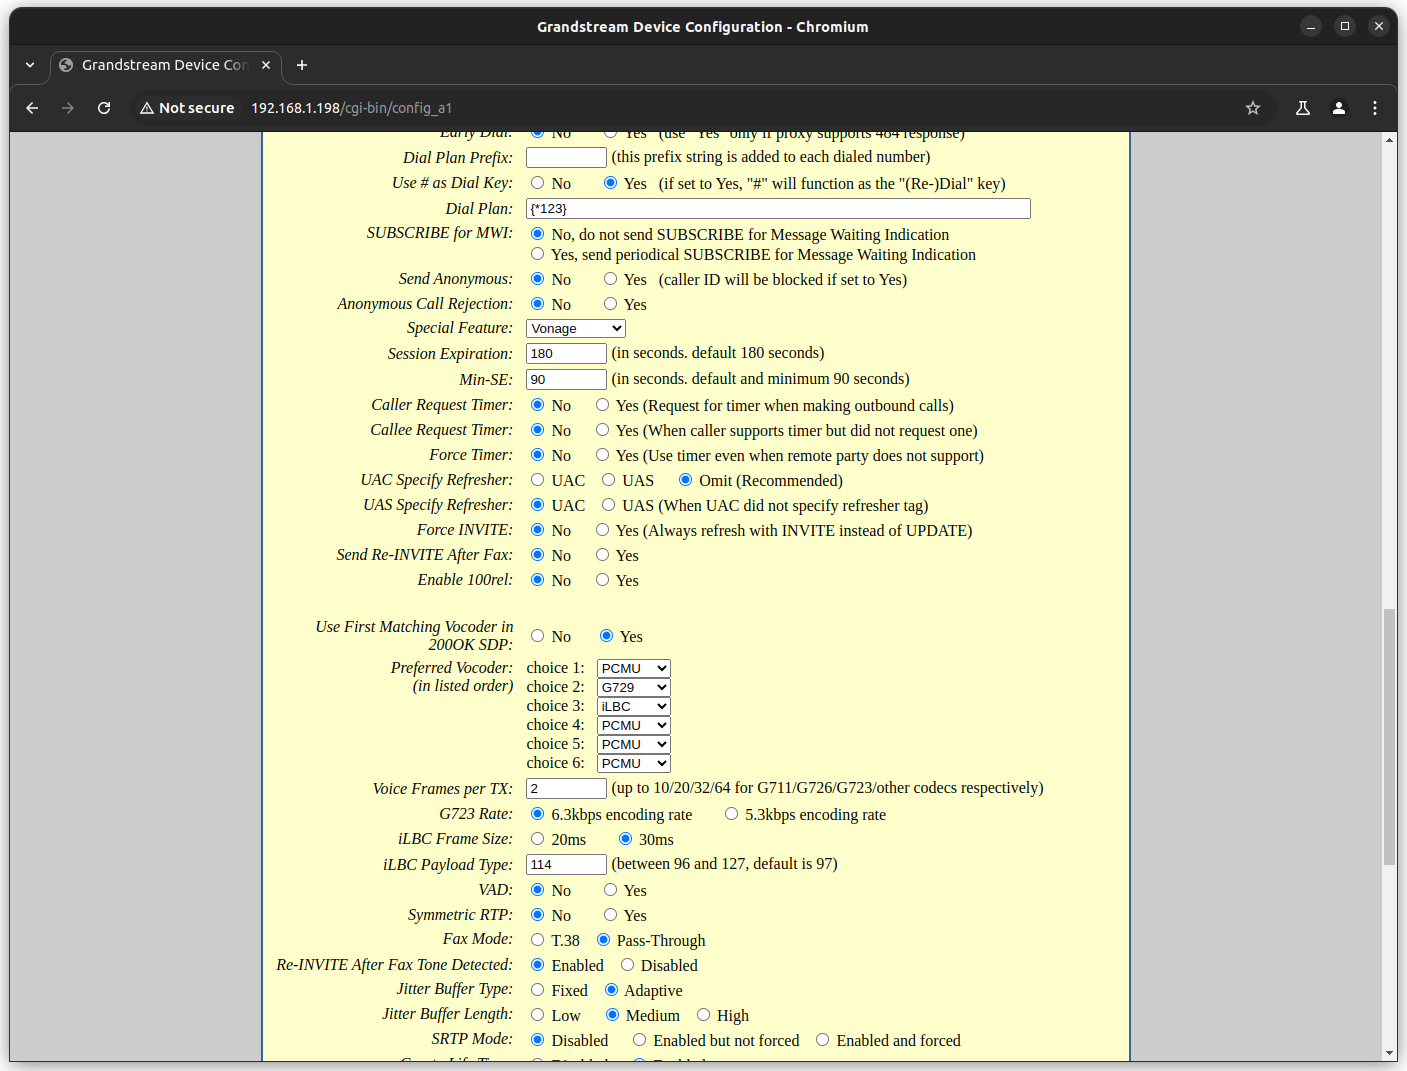 Grandstream Device Configuration - Chromium
Grandstream Device Con
Not secure 192.168.1.198/cgi-bin/config_a1
Early Dial: No Yes (use "Yes" only if proxy supports 484 response)
Dial Plan Prefix: (this prefix string is added to each dialed number)
Use # as Dial Key: No Yes (if set to Yes, "#" will function as the "(Re-)Dial" key)
Dial Plan: {*123}
SUBSCRIBE for MWI: No, do not send SUBSCRIBE for Message Waiting Indication
Yes, send periodical SUBSCRIBE for Message Waiting Indication
Send Anonymous: No Yes (caller ID will be blocked if set to Yes)
Anonymous Call Rejection: No Yes
Special Feature: Vonage
Session Expiration: 180 (in seconds. default 180 seconds)
Min-SE: 90 (in seconds. default and minimum 90 seconds)
Caller Request Timer: No Yes (Request for timer when making outbound calls)
Callee Request Timer: No Yes (When caller supports timer but did not request one)
Force Timer: No Yes (Use timer even when remote party does not support)
UAC Specify Refresher: UAC UAS Omit (Recommended)
UAS Specify Refresher: UAC UAS (When UAC did not specify refresher tag)
Force INVITE: No Yes (Always refresh with INVITE instead of UPDATE)
Send Re-INVITE After Fax: No Yes
Enable 100rel: No Yes
Use First Matching Vocoder in
200OK SDP: No Yes
Preferred Vocoder: choice 1: PCMU
(in listed order) choice 2: G729
choice 3: iLBC
choice 4: PCMU
choice 5: PCMU
choice 6: PCMU
Voice Frames per TX: 2 (up to 10/20/32/64 for G711/G726/G723/other codecs respectively)
G723 Rate: 6.3kbps encoding rate 5.3kbps encoding rate
iLBC Frame Size: 20ms 30ms
iLBC Payload Type: 114 (between 96 and 127, default is 97)
VAD: No Yes
Symmetric RTP: No Yes
Fax Mode: T.38 Pass-Through
Re-INVITE After Fax Tone Detected: Enabled Disabled
Jitter Buffer Type: Fixed Adaptive
Jitter Buffer Length: Low Medium High
SRTP Mode: Disabled Enabled but not forced Enabled and forced